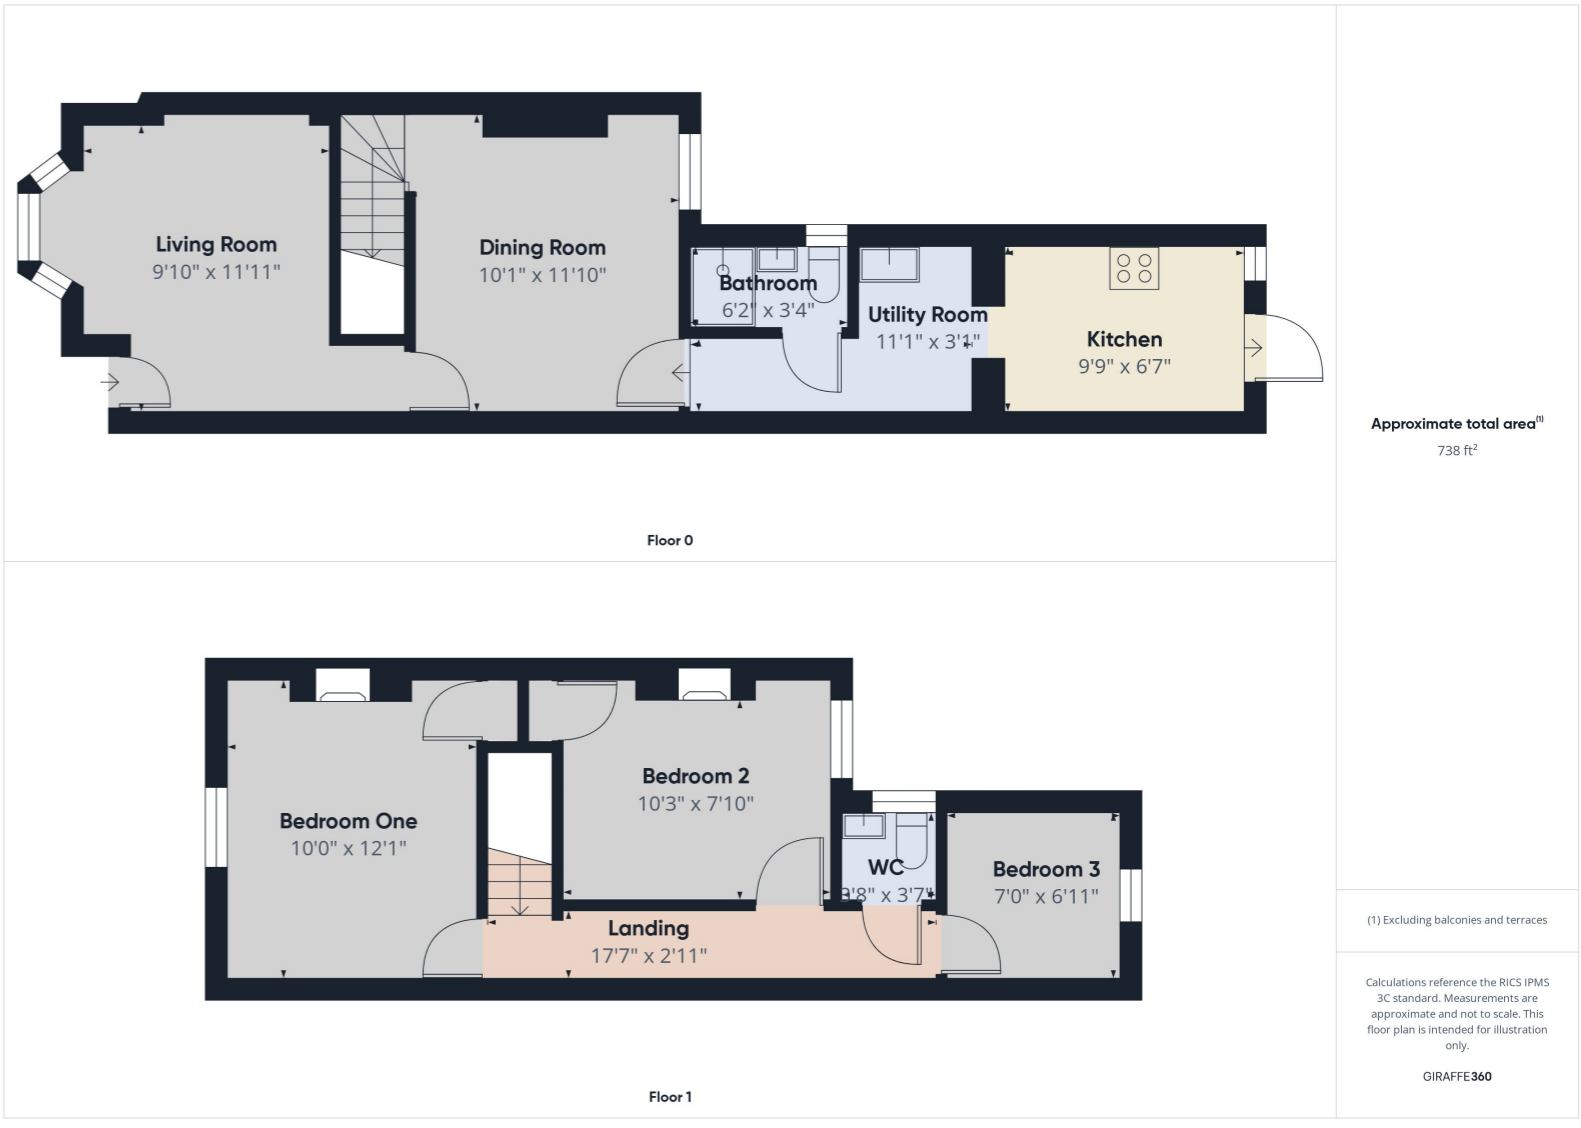 Living Room
9'10" x 11'11"
Dining Room
10'1" x 11'10"
Bathroom
6'2" x 3'4"
Utility Room
11'1" x 3'1"
Kitchen
9'9" x 6'7"
Floor 0
Bedroom One
10'0" x 12'1"
Bedroom 2
10'3" x 7'10"
WC
3'8" x 3'7"
Bedroom 3
7'0" x 6'11"
Landing
17'7" x 2'11"
Floor 1
Approximate total area(1)
738 ft²
(1) Excluding balconies and terraces
Calculations reference the RICS IPMS
3C standard. Measurements are
approximate and not to scale. This
floor plan is intended for illustration
only.
GIRAFFE360